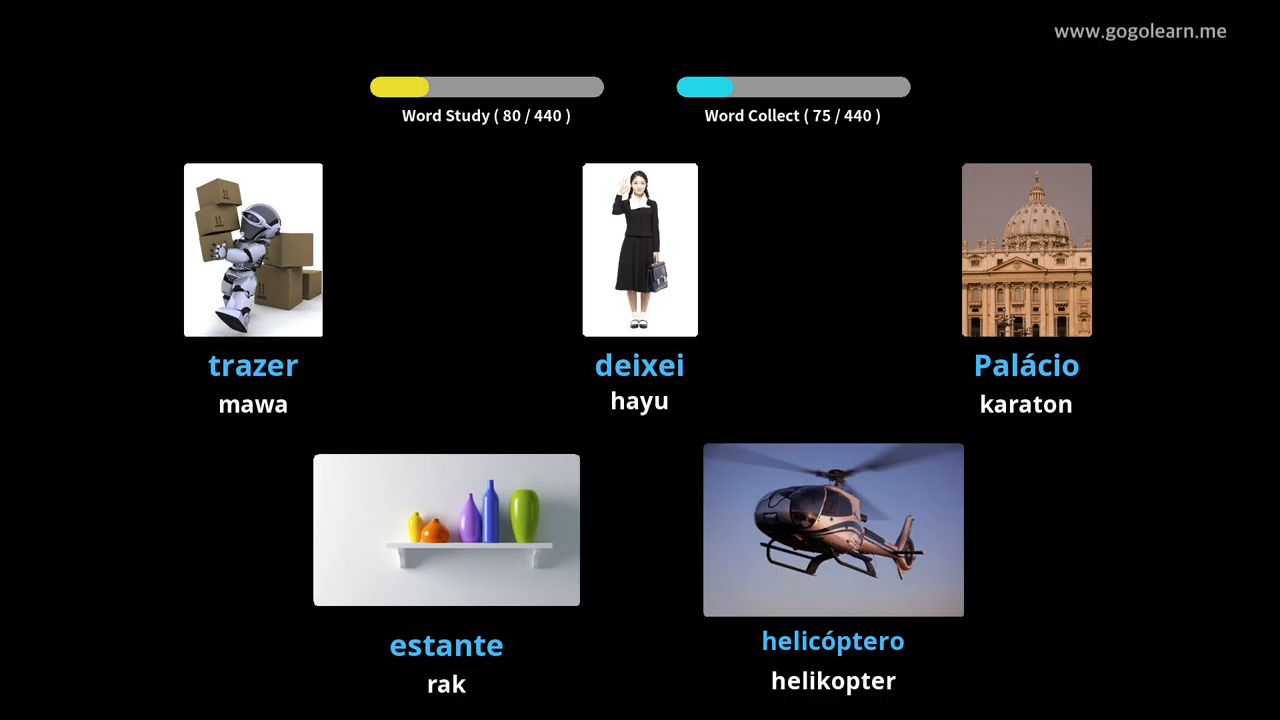 www.gogolearn.me
Word Study ( 80 / 440 )
Word Collect ( 75 / 440 )
trazer
mawa
deixei
hayu
Palácio
karaton
estante
rak
helicóptero
helikopter